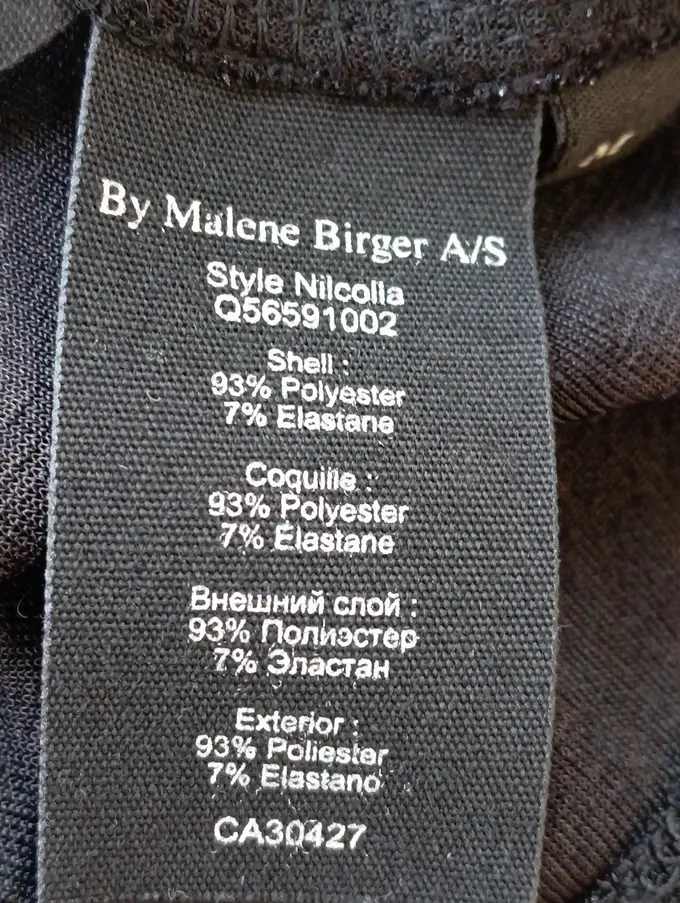 By Malene Birger A/S
Style Nilcolla
Q56591002
Shell :
93% Polyester
7% Elastane
Coquille :
93% Polyester
7% Élastane
Внешний слой :
93% Полиэстер
7% Эластан
Exterior :
93% Poliester
7% Elastano
CA30427